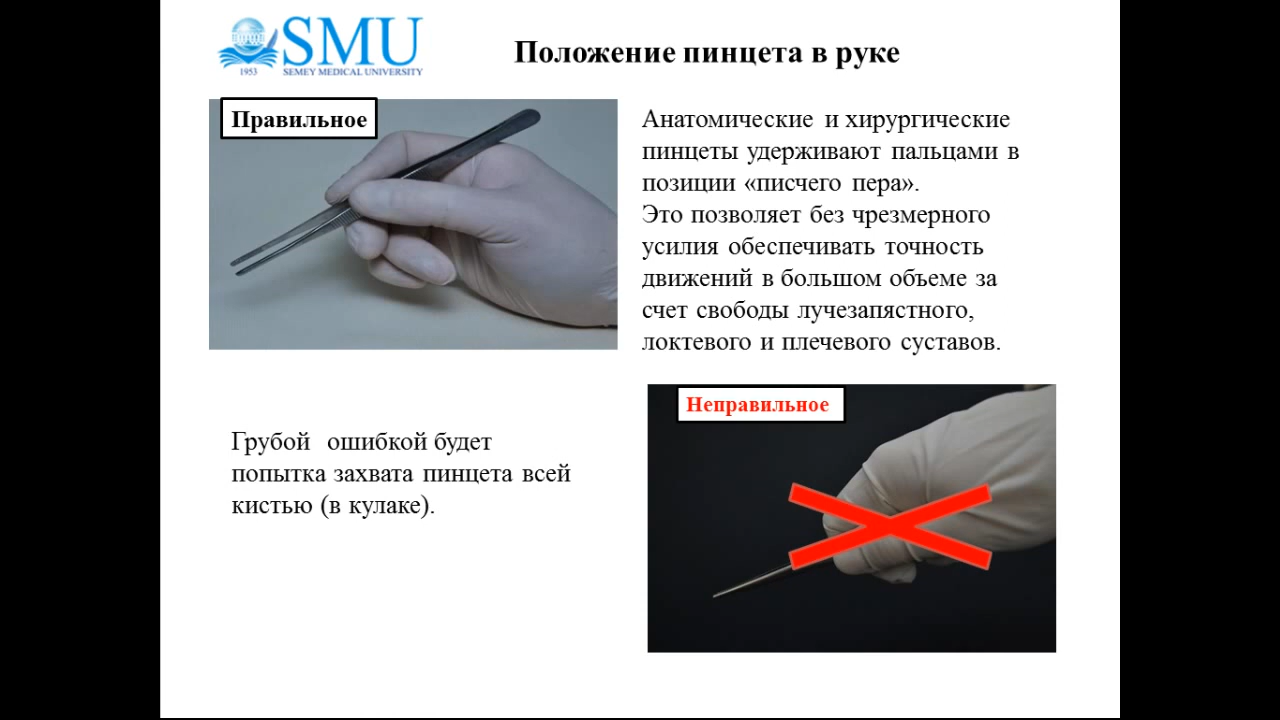 SMU
1953 SEMEY MEDICAL UNIVERSITY
Положение пинцета в руке
Правильное
Анатомические и хирургические
пинцеты удерживают пальцами в
позиции «писчего пера».
Это позволяет без чрезмерного
усилия обеспечивать точность
движений в большом объеме за
счет свободы лучезапястного,
локтевого и плечевого суставов.
Неправильное
Грубой ошибкой будет
попытка захвата пинцета всей
кистью (в кулаке).